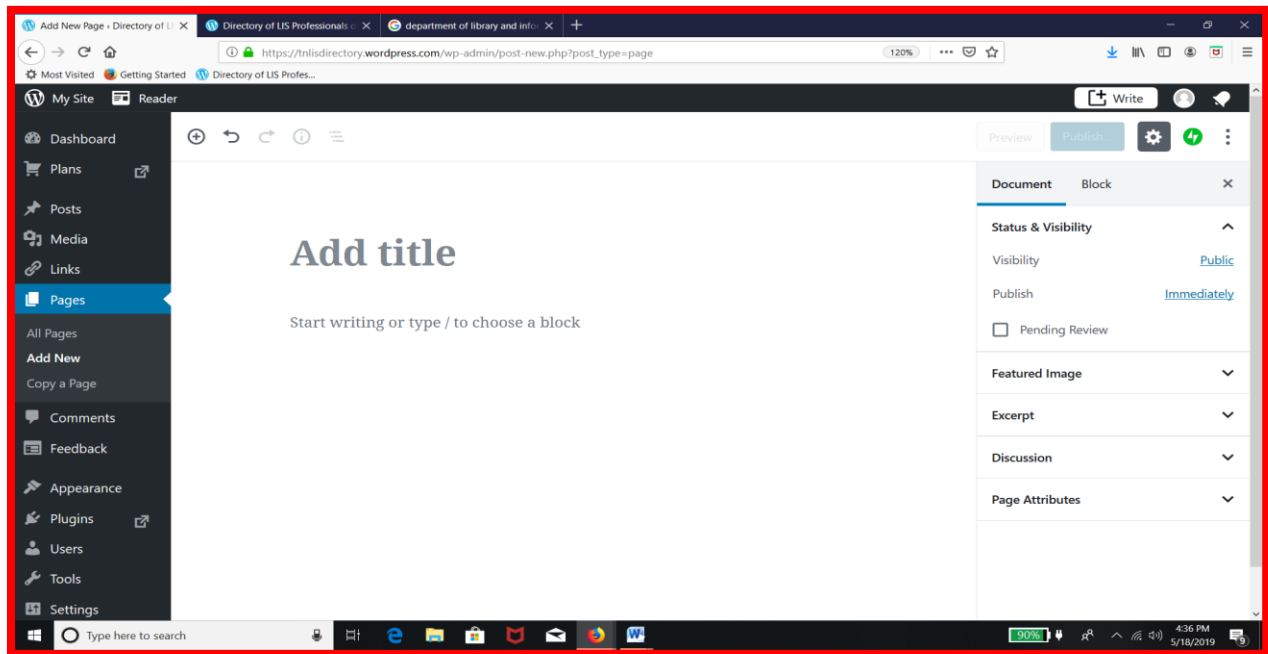 Add New Page ‹ Directory of LI
Directory of LIS Professionals o
department of library and infor
https://tnlisdirectory.wordpress.com/wp-admin/post-new.php?post_type=page
120%
Most Visited
Getting Start
Directory of LIS Profes...
My Site
Reader
Write
Dashboard
Plans
Posts
Media
Links
Pages
All Pages
Add New
Copy a Page
Comments
Feedback
Appearance
Plugins
Users
Tools
Settings
Add title
Start writing or type / to choose a block
Preview
Publish...
Document
Block
Status & Visibility
Visibility
Public
Publish
Immediately
Pending Review
Featured Image
Excerpt
Discussion
Page Attributes
Type here to search
90%
4:36 PM
5/18/2019
9